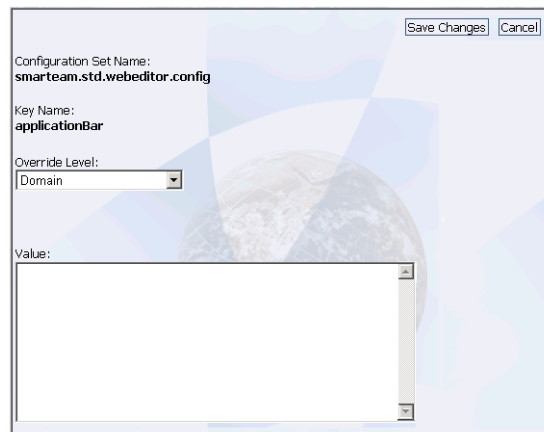 Save Changes Cancel
Configuration Set Name:
smarteam.std.webeditor.config
Key Name:
applicationBar
Override Level:
Domain
Value: